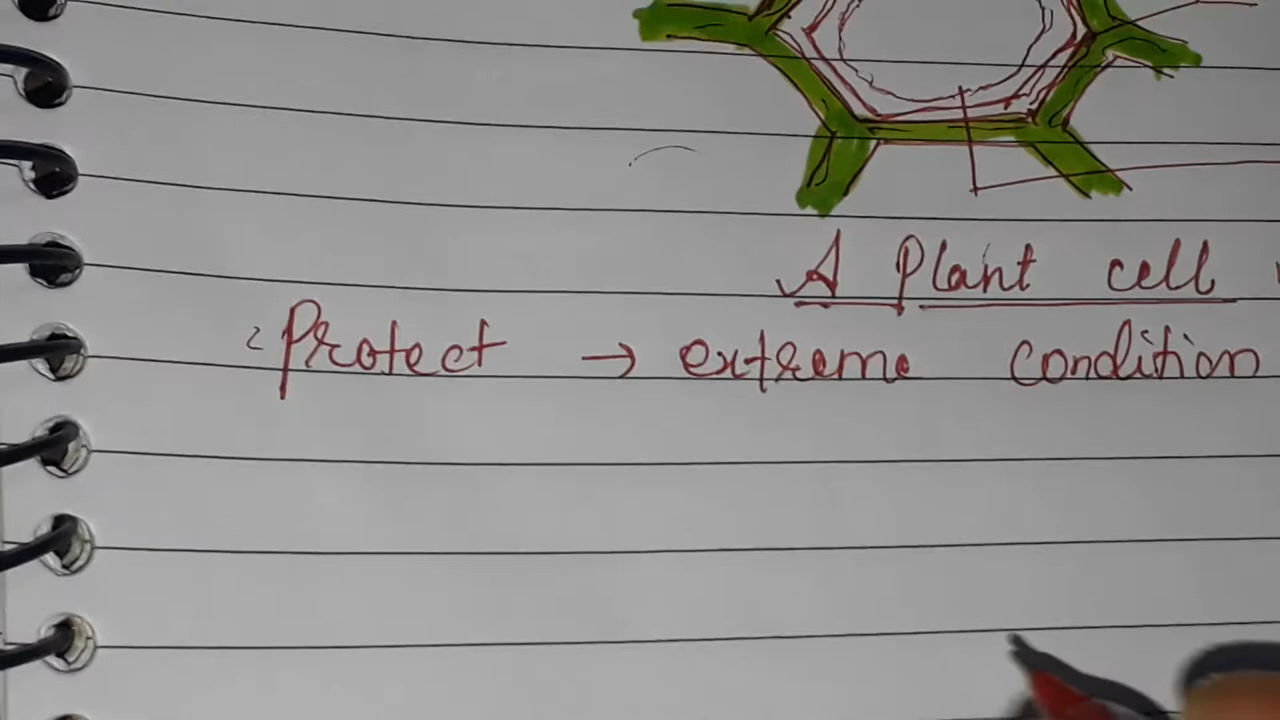 A Plant cell
Protect → extreme condition